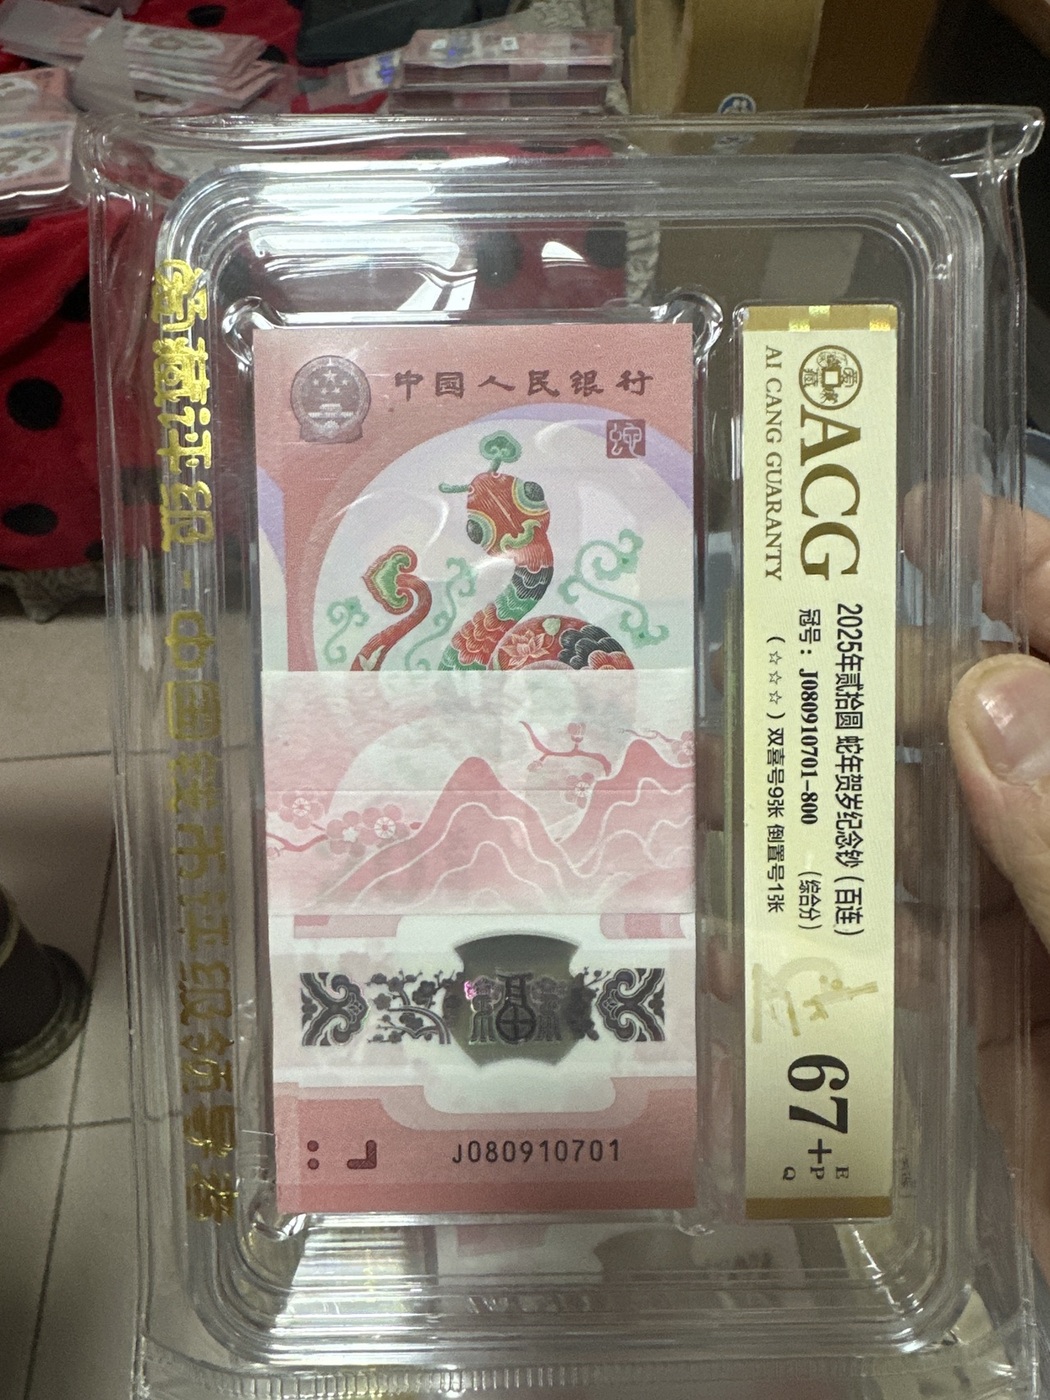 中國人民银行
J080910701
ACG
AI CANG GUARANTY
2025年贰拾圆 蛇年贺岁纪念钞(百连)
冠号:J080910701-800 (综合分)
(☆☆☆)双喜号9张 倒置号1张
67+
E
P
Q